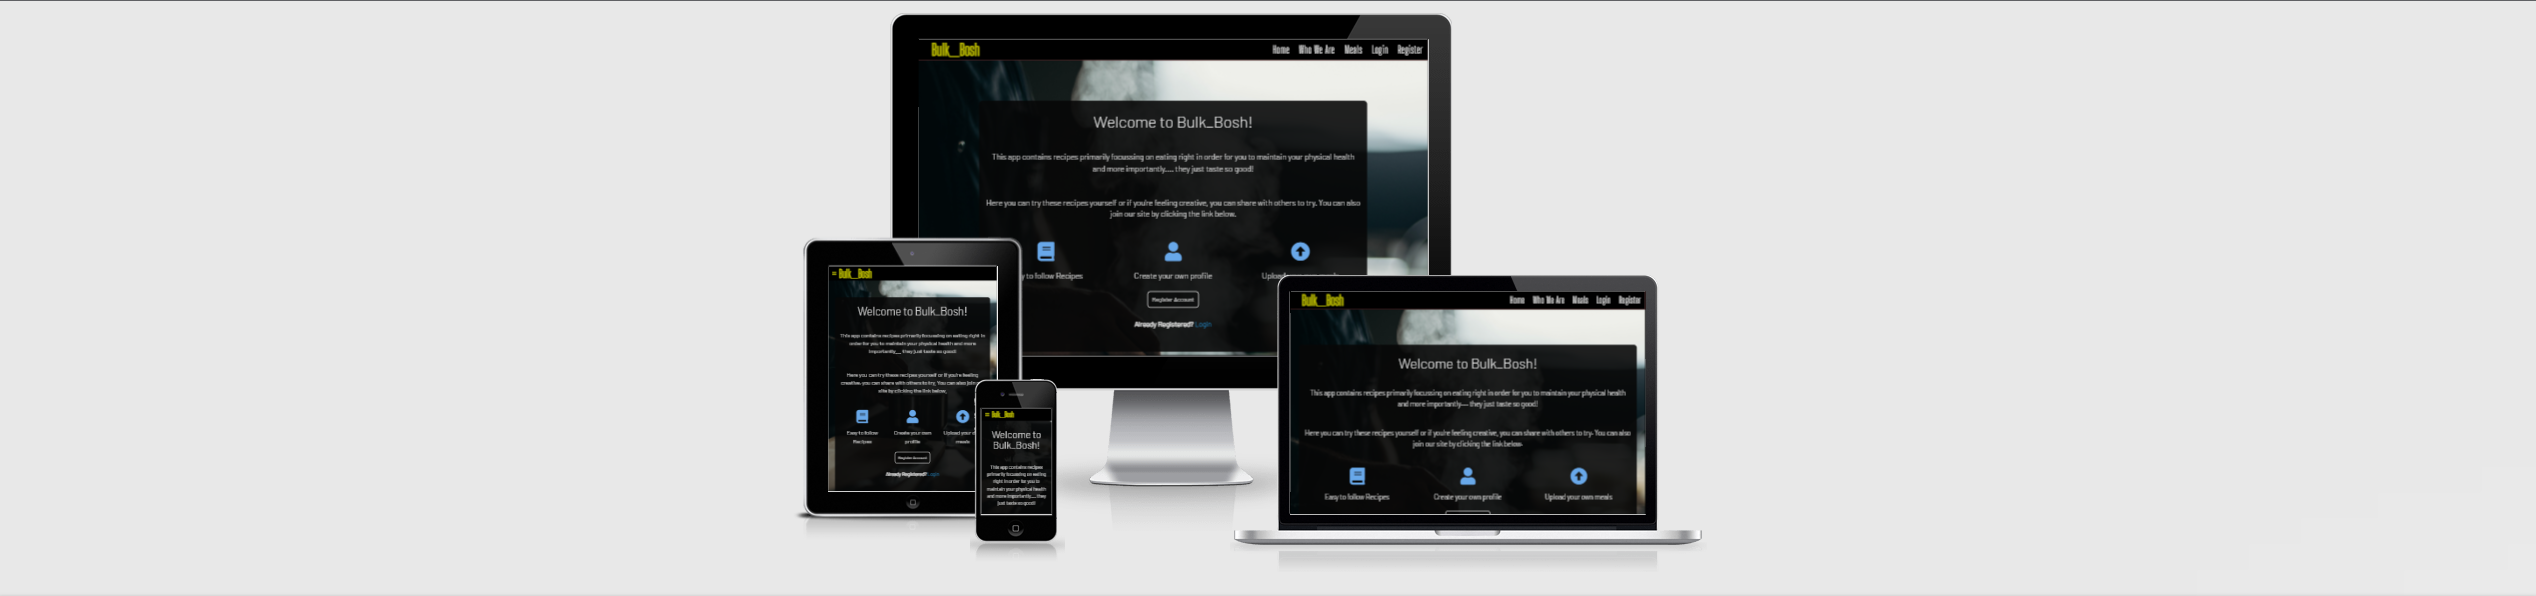 Bulk__Bosh
Home Who We Are Meals Login Register
Welcome to Bulk_Bosh!
This app contains recipes primarily focussing on eating right in order for you to maintain your physical health
and more importantly..... they just taste so good!
Here you can try these recipes yourself or if you're feeling creative, you can share with others to try. You can also
join our site by clicking the link below.
y to follow Recipes
Create your own profile
Upload
Register Account
Already Registered? Login
Bulk__Bosh
Welcome to Bulk_Bosh!
This app contains recipes primarily focussing on eating right in
order for you to maintain your physical health and more
importantly..... they just taste so good!
Here you can try these recipes yourself or if you're feeling
creative, you can share with others to try. You can also join
site by clicking the link below.
Easy to follow
Recipes
Create your own
profile
Upload your
meals
Register Account
Already Registered? Login
Bulk__Bosh
Welcome to
Bulk_Bosh!
This app contains recipes
primarily focussing on eating
right in order for you to
maintain your physical health
and more importantly..... they
just taste so good!
Bulk__Bosh
Home Who We Are Meals Login Register
Welcome to Bulk_Bosh!
This app contains recipes primarily focussing on eating right in order for you to maintain your physical health
and more importantly..... they just taste so good!
Here you can try these recipes yourself or if you're feeling creative, you can share with others to try. You can also
join our site by clicking the link below.
Easy to follow Recipes
Create your own profile
Upload your own meals